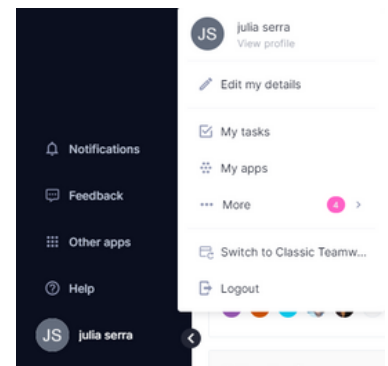 JS
julia serra
View profile
Edit my details
My tasks
My apps
More 4
Switch to Classic Teamw...
Logout
Notifications
Feedback
Other apps
Help
JS julia serra